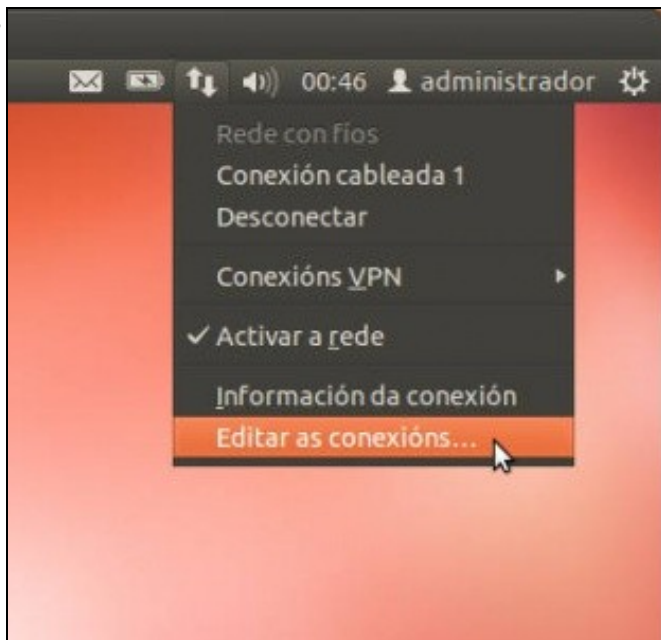 00:46 administrador
Rede con fíos
Conexión cableada 1
Desconectar
Conexións VPN
Activar a rede
Información da conexión
Editar as conexións...